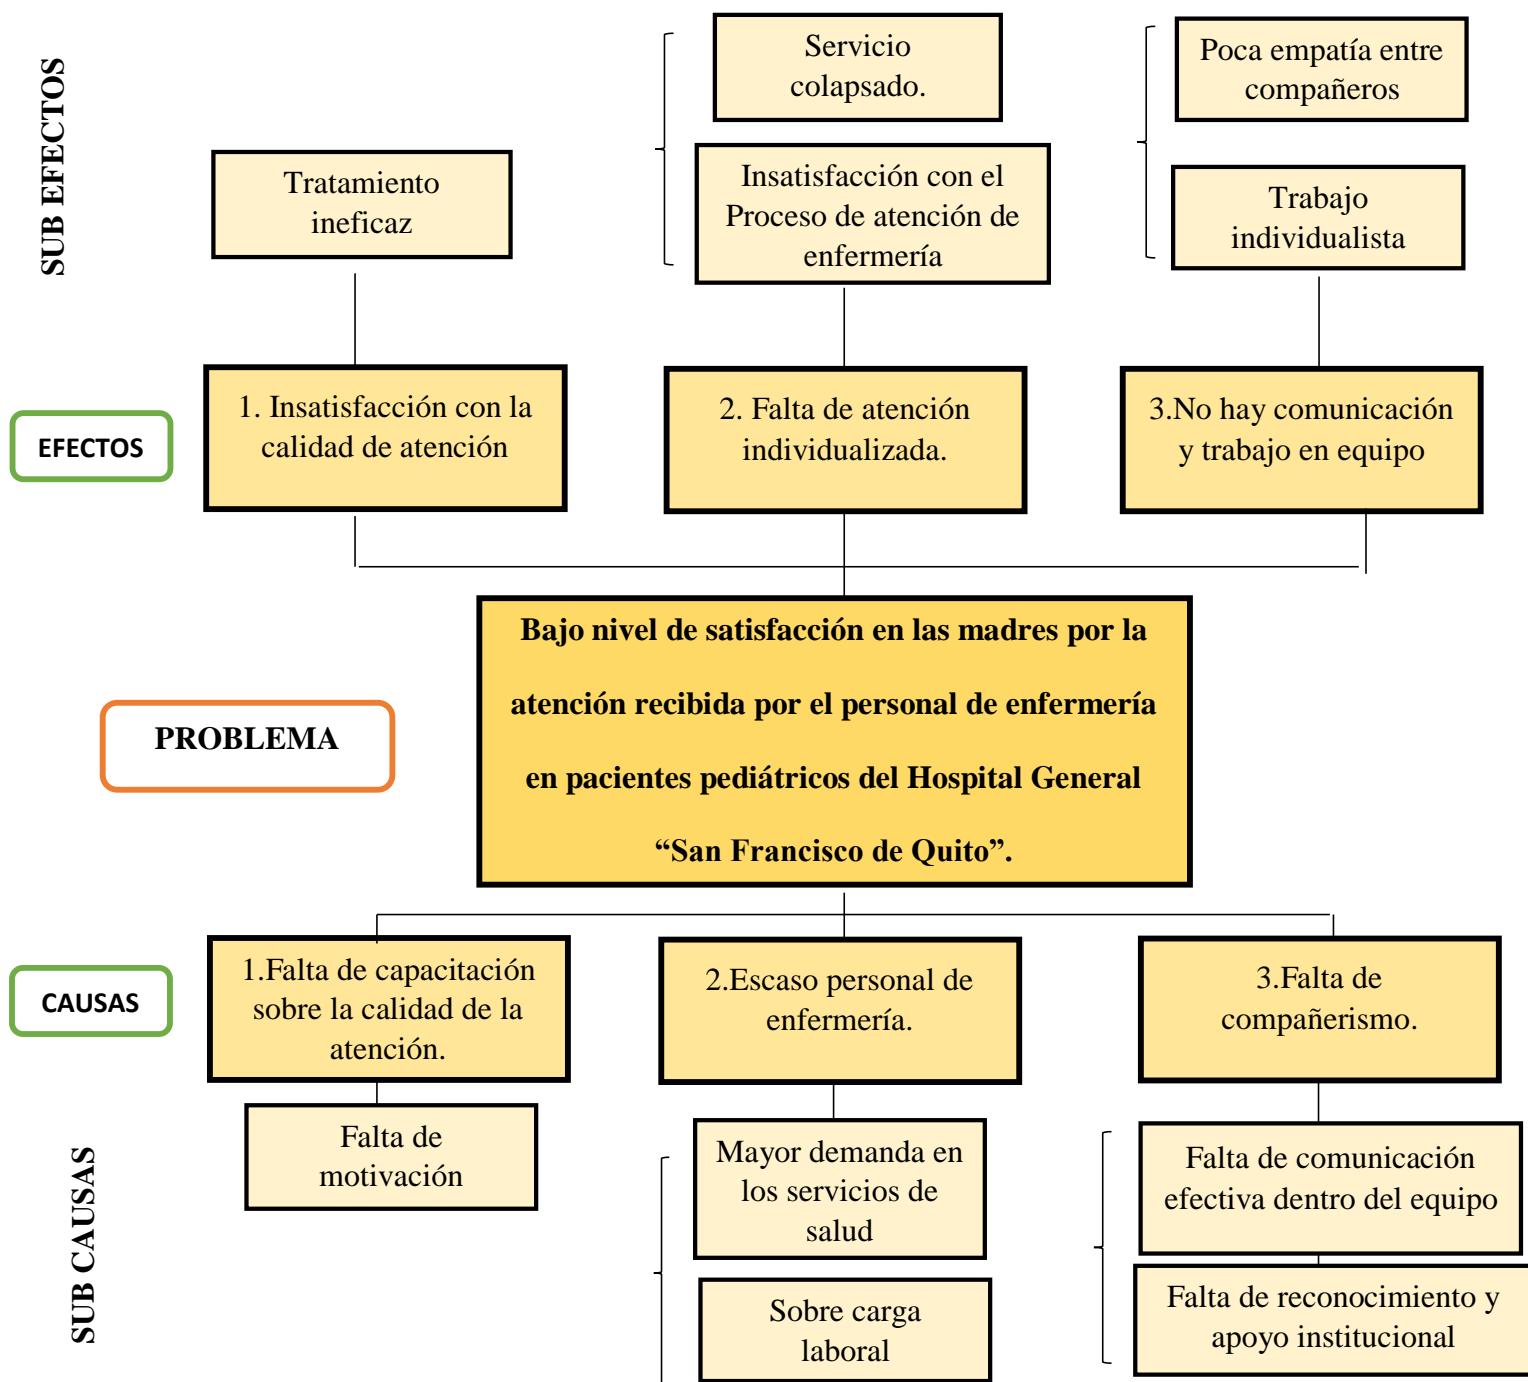 SUB EFECTOS
Tratamiento
ineficaz
Servicio
colapsado.
Insatisfacción con el
Proceso de atención de
enfermería
Poca empatía entre
compañeros
Trabajo
individualista
EFECTOS
1. Insatisfacción con la
calidad de atención
2. Falta de atención
individualizada.
3.No hay comunicación
y trabajo en equipo
PROBLEMA
Bajo nivel de satisfacción en las madres por la
atención recibida por el personal de enfermería
en pacientes pediátricos del Hospital General
“San Francisco de Quito”.
CAUSAS
1.Falta de capacitación
sobre la calidad de la
atención.
2.Escaso personal de
enfermería.
3.Falta de
compañerismo.
SUB CAUSAS
Falta de
motivación
Mayor demanda en
los servicios de
salud
Sobre carga
laboral
Falta de comunicación
efectiva dentro del equipo
Falta de reconocimiento y
apoyo institucional